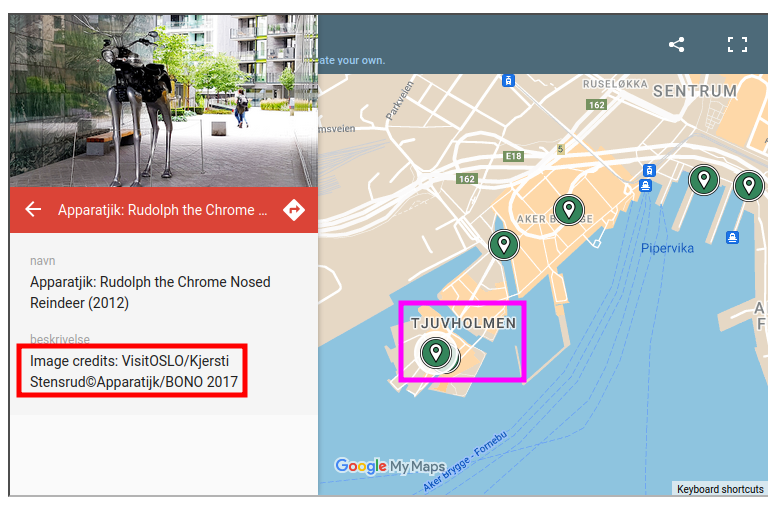 ate your own.
Apparatjik: Rudolph the Chrome ...
navn
Apparatjik: Rudolph the Chrome Nosed
Reindeer (2012)
beskrivelse
Image credits: VisitOSLO/Kjersti
Stensrud©Apparatijk/BONO 2017
Parkveien
RUSELØKKA
SENTRUM
162
msveien
E18
5
162
AKER BRYGGE
Pipervika
TJUVHOLMEN
A
F
Aker Brygge - Fornebu
Google My Maps
Keyboard shortcuts